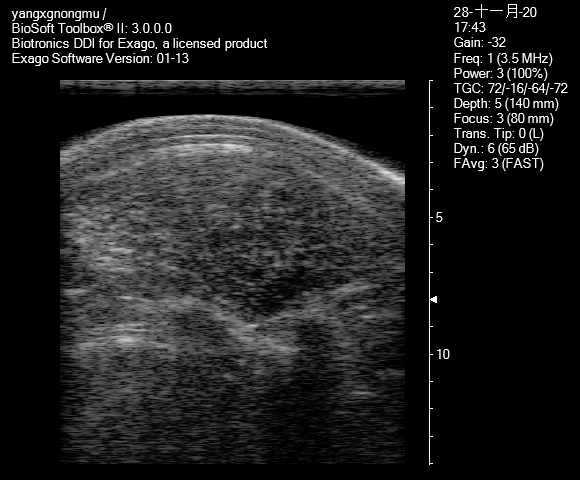 yangxgnongmu /
BioSoft Toolbox® II: 3.0.0.0
Biotronics DDI for Exago, a licensed product
Exago Software Version: 01-13
28-十一月-20
17:43
Gain: -32
Freq: 1 (3.5 MHz)
Power: 3 (100%)
TGC: 72/-16/-64/-72
Depth: 5 (140 mm)
Focus: 3 (80 mm)
Trans. Tip: 0 (L)
Dyn.: 6 (65 dB)
FAvg: 3 (FAST)
5
10